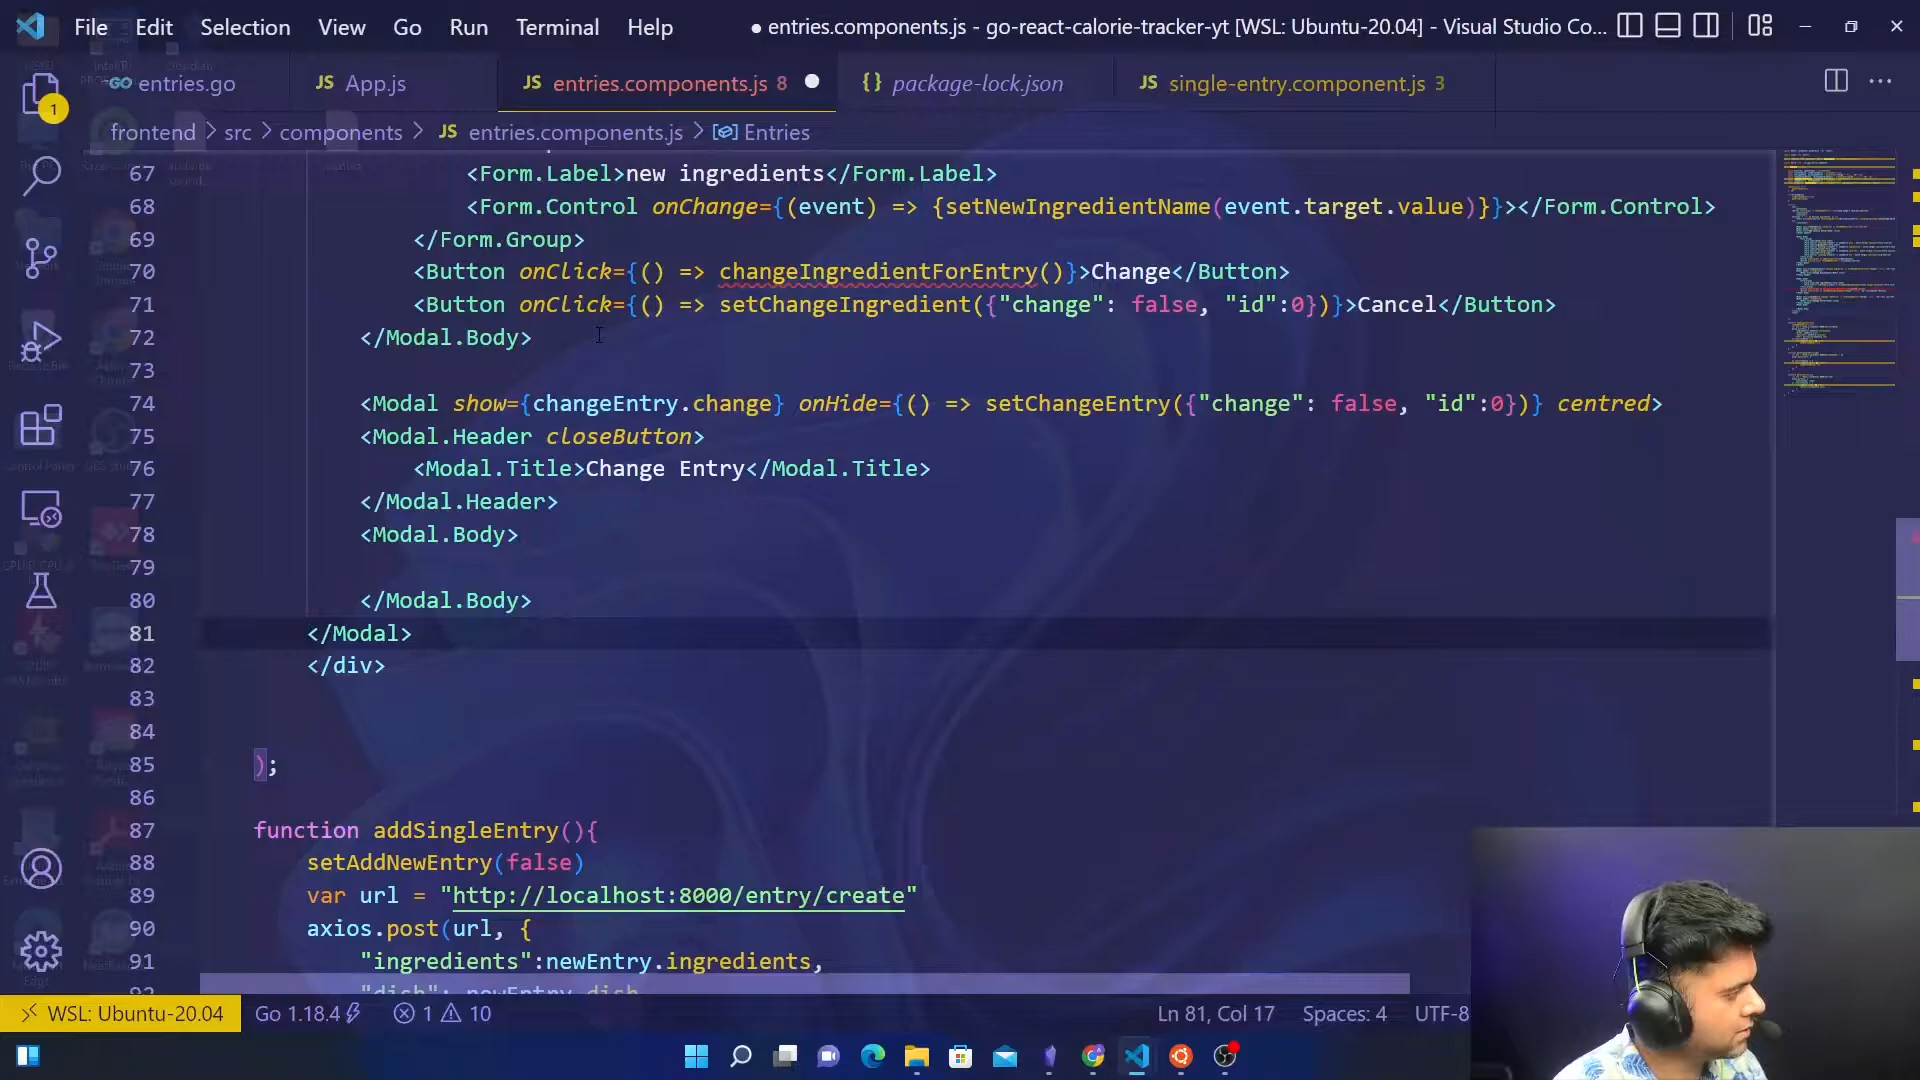 File Edit Selection View Go Run Terminal Help ● entries.components.js - go-react-calorie-tracker-yt [WSL: Ubuntu-20.04] - Visual Studio Co...
entries.go JS App.js JS entries.components.js 8 {} package-lock.json JS single-entry.component.js 3
frontend > src > components > JS entries.components.js > Entries
1
67 <Form.Label>new ingredients</Form.Label>
68 <Form.Control onChange={(event) => {setNewIngredientName(event.target.value)}}></Form.Control>
69 </Form.Group>
70 <Button onClick={() => changeIngredientForEntry()}>Change</Button>
71 <Button onClick={() => setChangeIngredient({"change": false, "id":0})}>Cancel</Button>
72 </Modal.Body>
73
74 <Modal show={changeEntry.change} onHide={() => setChangeEntry({"change": false, "id":0})} centred>
75 <Modal.Header closeButton>
76 <Modal.Title>Change Entry</Modal.Title>
77 </Modal.Header>
78 <Modal.Body>
79
80 </Modal.Body>
81 </Modal>
82 </div>
83
84
85 );
86
87 function addSingleEntry(){
88 setAddNewEntry(false)
89 var url = "http://localhost:8000/entry/create"
90 axios.post(url, {
91 "ingredients":newEntry.ingredients,
"dish": newEntry.dish
WSL: Ubuntu-20.04 Go 1.18.4 1 10 Ln 81, Col 17 Spaces: 4 UTF-8